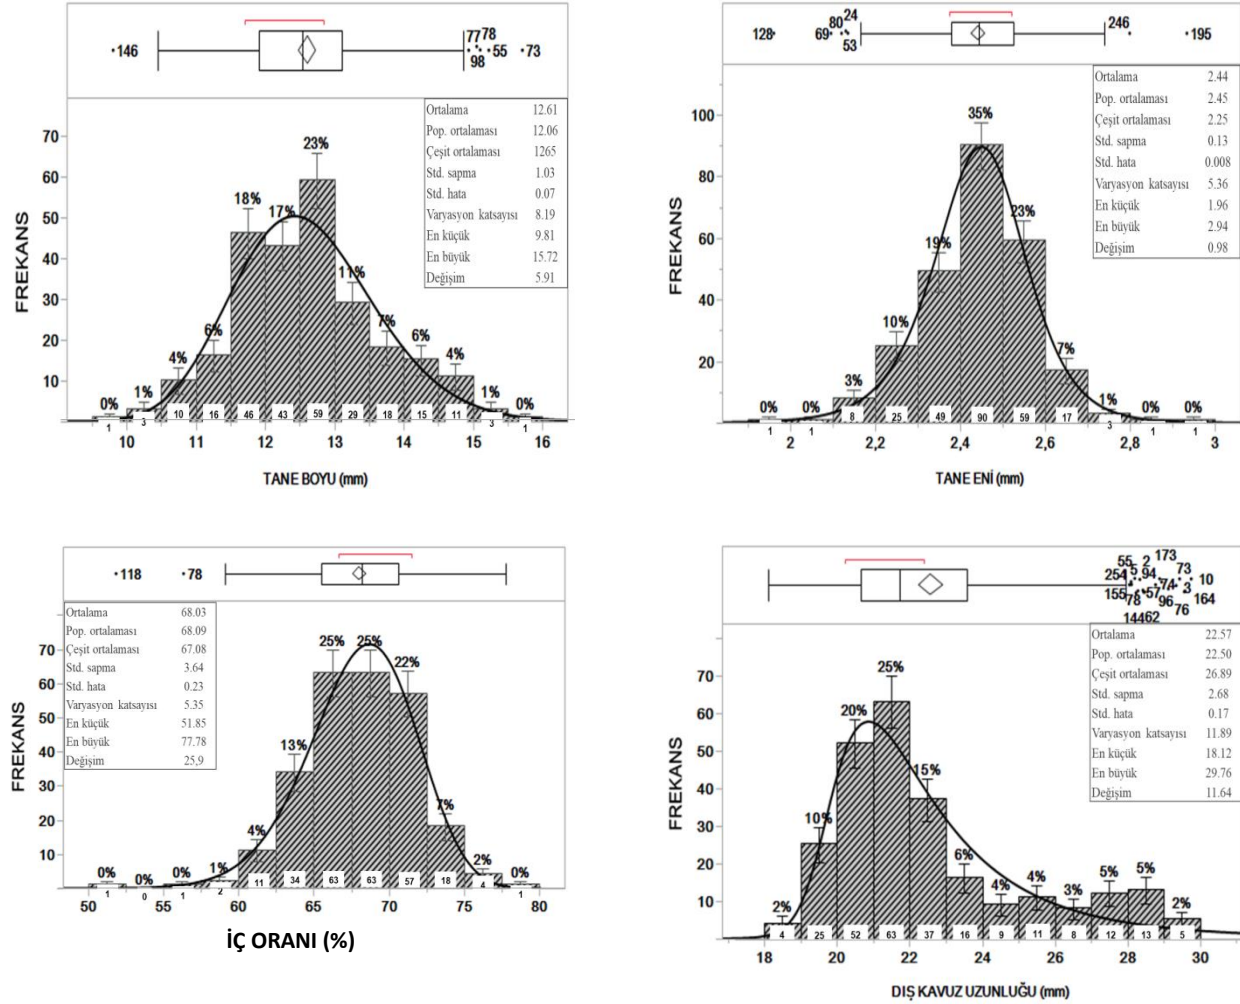 146
77 78
55
73
98
Ortalama 12.61
Pop. ortalaması 12.06
Çeşit ortalaması 1265
Std. sapma 1.03
Std. hata 0.07
Varyasyon katsayısı 8.19
En küçük 9.81
En büyük 15.72
Değişim 5.91
FREKANS
70
60
50
40
30
20
10
0% 1% 4% 6% 18% 17% 23% 11% 7% 6% 4% 1% 0%
1 3 10 16 46 43 59 29 18 15 11 3 1
10 11 12 13 14 15 16
TANE BOYU (mm)
128
69
80
24
53
246
195
Ortalama 2.44
Pop. ortalaması 2.45
Çeşit ortalaması 2.25
Std. sapma 0.13
Std. hata 0.008
Varyasyon katsayısı 5.36
En küçük 1.96
En büyük 2.94
Değişim 0.98
FREKANS
100
80
60
40
20
0% 0% 3% 10% 19% 35% 23% 7% 1% 0% 0%
1 1 8 25 49 90 59 17 3 1 1
2 2,2 2,4 2,6 2,8 3
TANE ENİ (mm)
118
78
Ortalama 68.03
Pop. ortalaması 68.09
Çeşit ortalaması 67.08
Std. sapma 3.64
Std. hata 0.23
Varyasyon katsayısı 5.35
En küçük 51.85
En büyük 77.78
Değişim 25,9
FREKANS
70
60
50
40
30
20
10
0% 0% 0% 1% 4% 13% 25% 25% 22% 7% 2% 0%
1 0 1 2 11 34 63 63 57 18 4 1
50 55 60 65 70 75 80
İÇ ORANI (%)
55 2 173
5 94 73
74 3 10
155 57 164
78 96 76
144 62
Ortalama 22.57
Pop. ortalaması 22.50
Çeşit ortalaması 26.89
Std. sapma 2.68
Std. hata 0.17
Varyasyon katsayısı 11.89
En küçük 18.12
En büyük 29.76
Değişim 11.64
FREKANS
70
60
50
40
30
20
10
2% 10% 20% 25% 15% 6% 4% 4% 3% 5% 5% 2%
4 25 52 63 37 16 9 11 8 12 13 5
18 20 22 24 26 28 30
DIŞ KAVUZ UZUNLUĞU (mm)